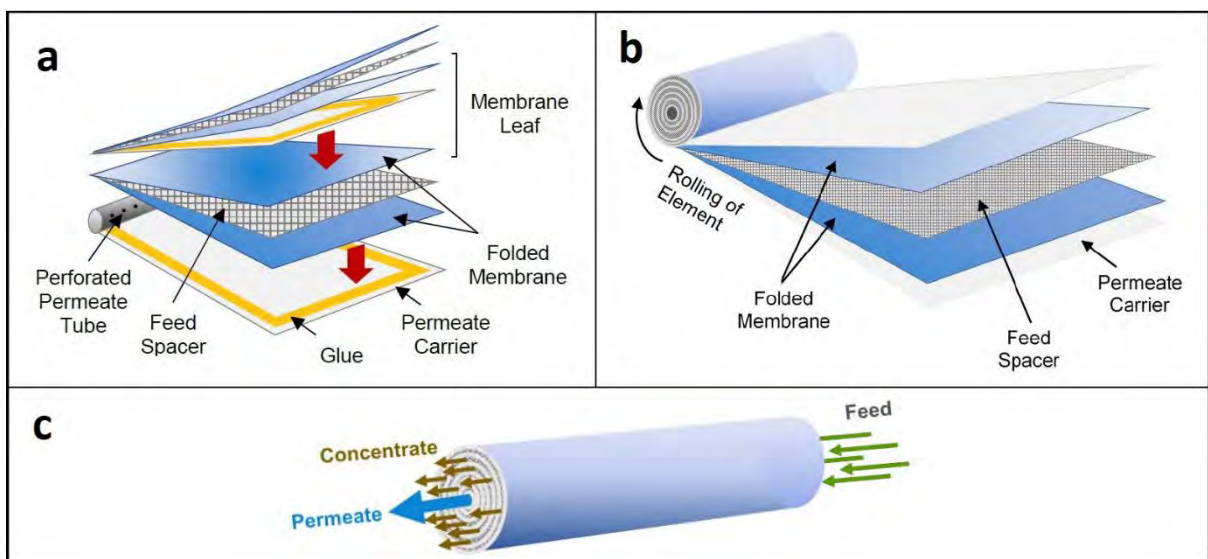 a
Membrane
Leaf
Folded
Membrane
Perforated
Permeate
Tube
Feed
Spacer
Glue
Permeate
Carrier
b
Rolling of
Element
Folded
Membrane
Permeate
Carrier
Feed
Spacer
c
Feed
Concentrate
Permeate